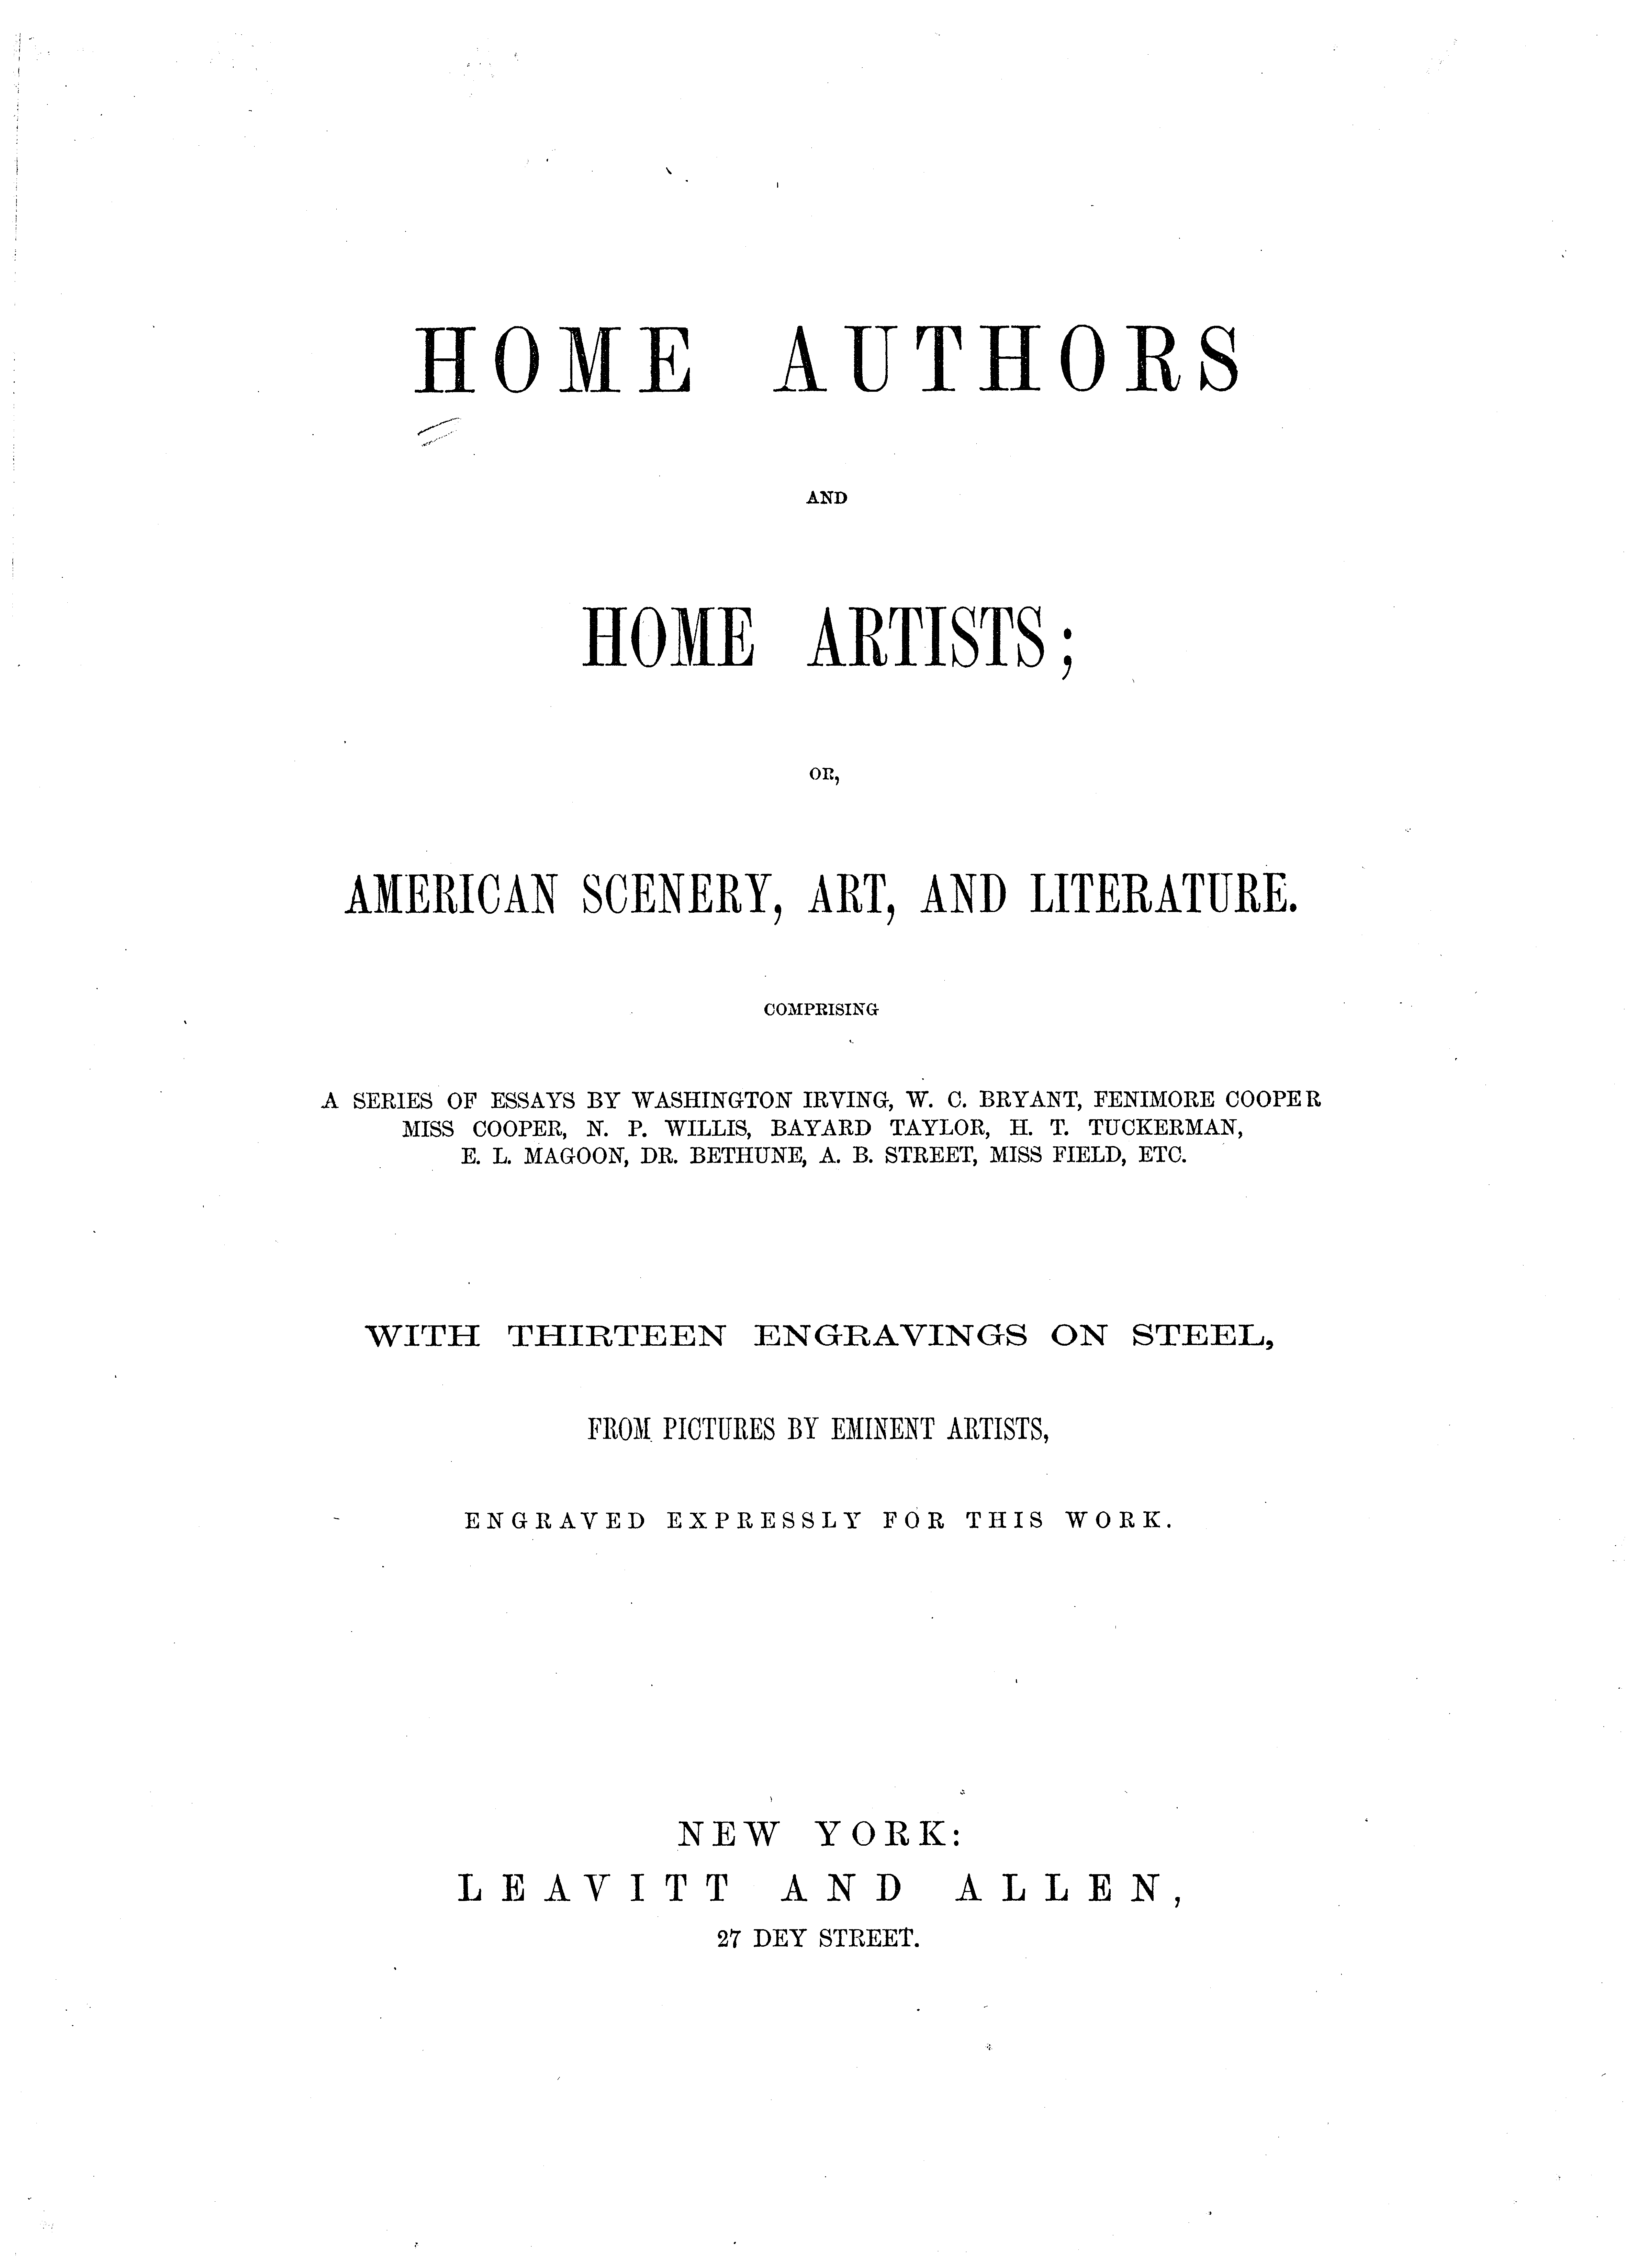 HOME AUTHORS
AND
HOME ARTISTS;
OR,
AMERICAN SCENERY, ART, AND LITERATURE.
COMPRISING
A SERIES OF ESSAYS BY WASHINGTON IRVING, W. C. BRYANT, FENIMORE COOPER
MISS COOPER, N. P. WILLIS, BAYARD TAYLOR, H. T. TUCKERMAN,
E. L. MAGOON, DR. BETHUNE, A. B. STREET, MISS FIELD, ETC.
WITH THIRTEEN ENGRAVINGS ON STEEL,
FROM PICTURES BY EMINENT ARTISTS,
ENGRAVED EXPRESSLY FOR THIS WORK.
NEW YORK:
LEAVITT AND ALLEN,
27 DEY STREET.